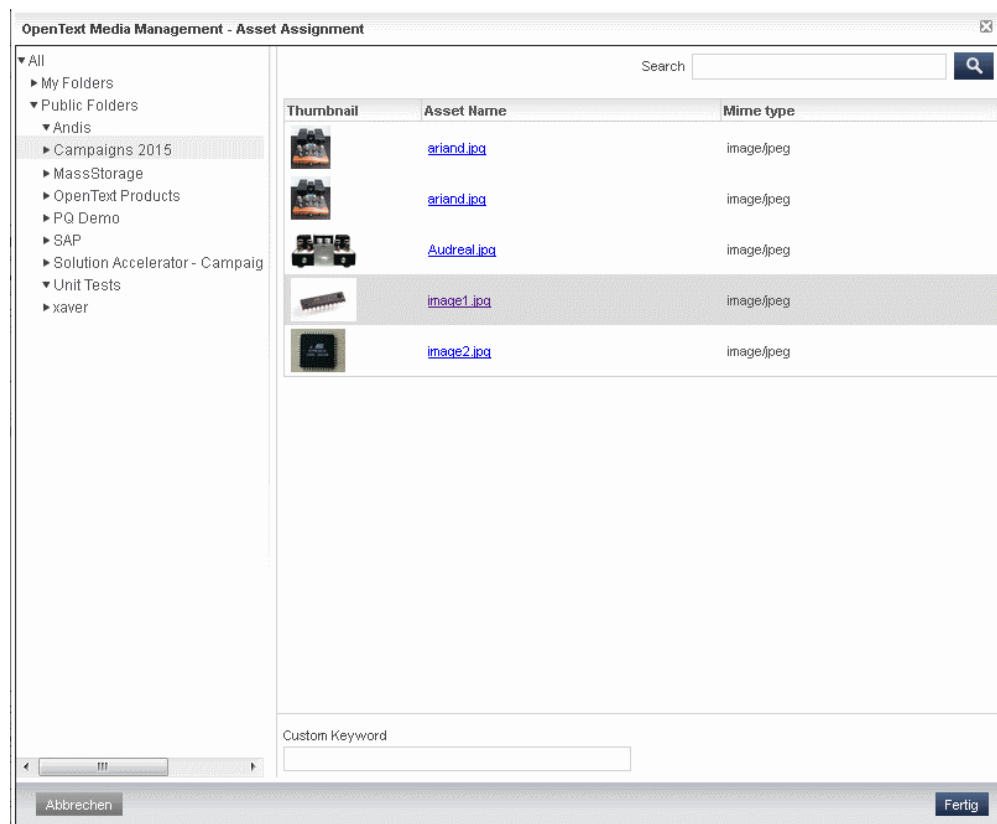 OpenText Media Management - Asset Assignment
All
My Folders
Public Folders
Andis
Campaigns 2015
MassStorage
OpenText Products
PQ Demo
SAP
Solution Accelerator - Campaig
Unit Tests
xaver
Search
Thumbnail Asset Name Mime type
ariand.jpg image/jpeg
ariand.jpg image/jpeg
Audreal.jpg image/jpeg
image1.jpg image/jpeg
image2.jpg image/jpeg
Custom Keyword
Abbrechen Fertig